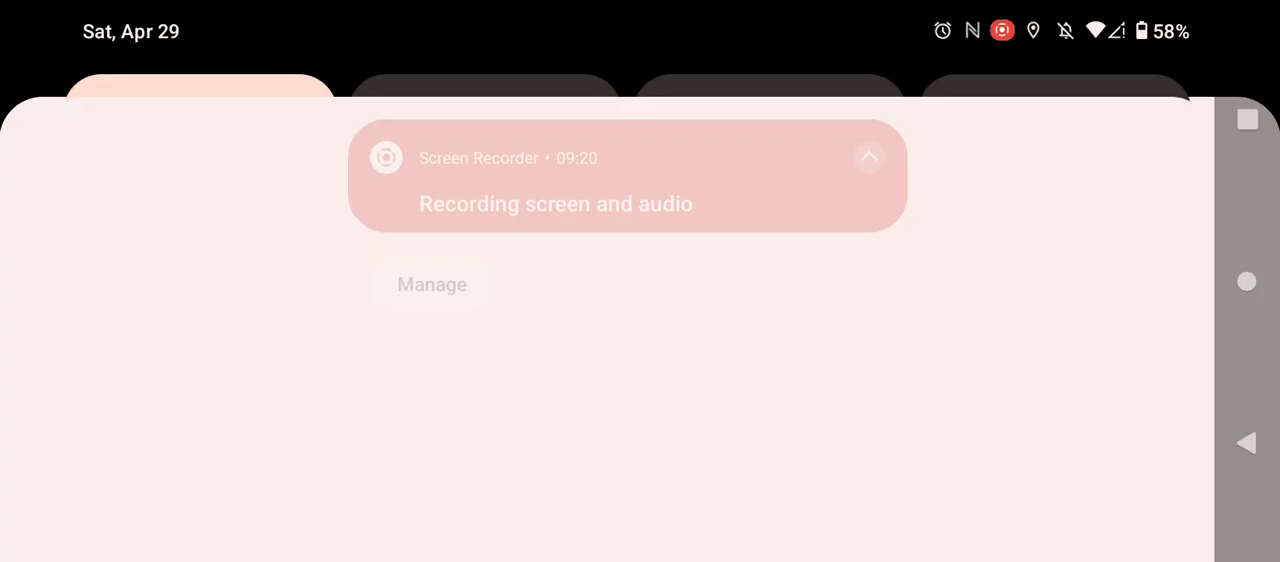 Sat, Apr 29
58%
Screen Recorder • 09:20
Recording screen and audio
Manage